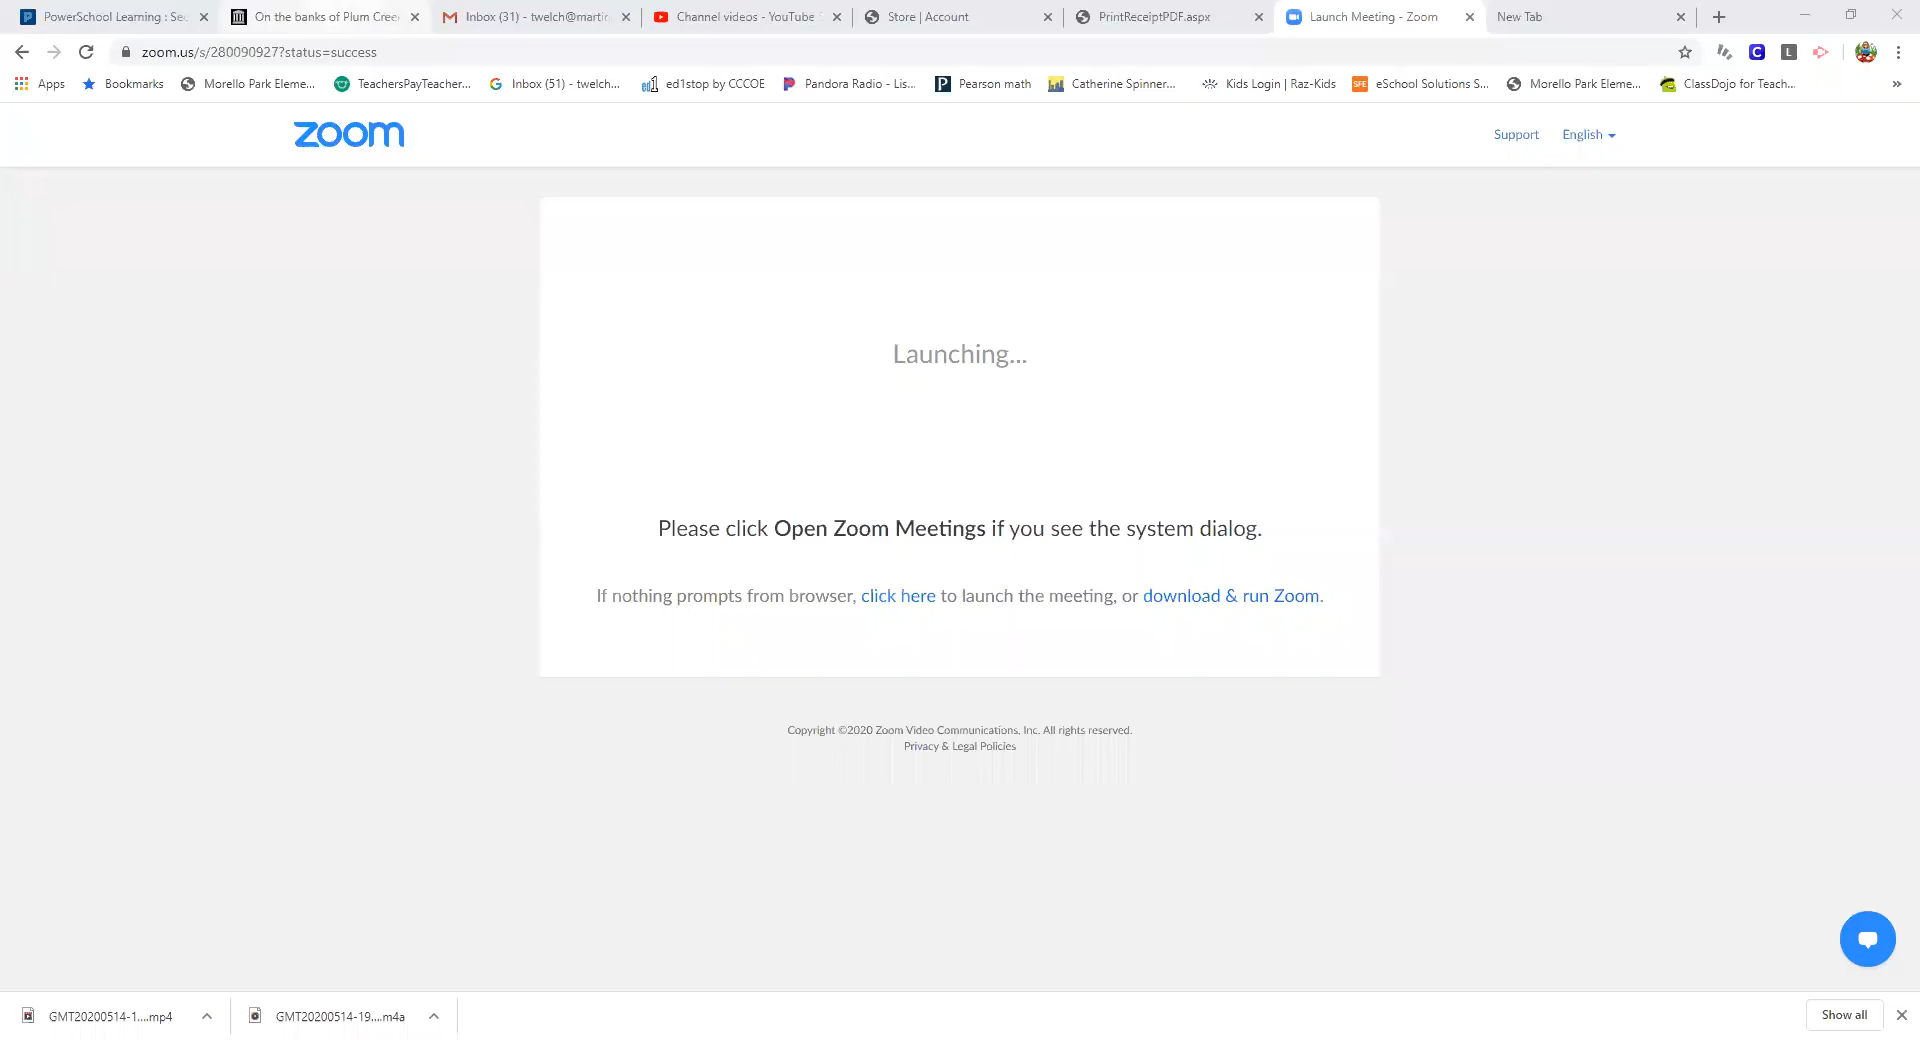 PowerSchool Learning : Sec
On the banks of Plum Cree
Inbox (31) - twelch@martin
Channel videos - YouTube
Store | Account
PrintReceiptPDF.aspx
Launch Meeting - Zoom
New Tab
zoom.us/s/280090927?status=success
Apps
Bookmarks
Morello Park Eleme...
TeachersPayTeacher...
Inbox (51) - twelch...
ed1stop by CCCOE
Pandora Radio - Lis...
Pearson math
Catherine Spinner...
Kids Login | Raz-Kids
eSchool Solutions S...
Morello Park Eleme...
ClassDojo for Teach...
zoom
Support
English
Launching...
Please click Open Zoom Meetings if you see the system dialog.
If nothing prompts from browser, click here to launch the meeting, or download & run Zoom.
Copyright ©2020 Zoom Video Communications, Inc. All rights reserved.
Privacy & Legal Policies
GMT20200514-1....mp4
GMT20200514-19....m4a
Show all